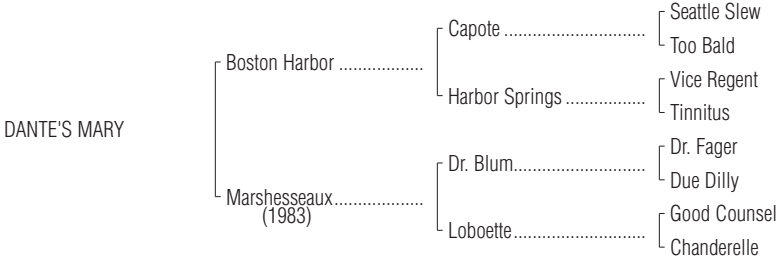 Seattle Slew
Capote ..............................
Too Bald
Boston Harbor ..................
Vice Regent
Harbor Springs .................
Tinnitus
DANTE'S MARY
Dr. Fager
Dr. Blum............................
Due Dilly
Marshesseaux...................
(1983)
Good Counsel
Loboette............................
Chanderelle